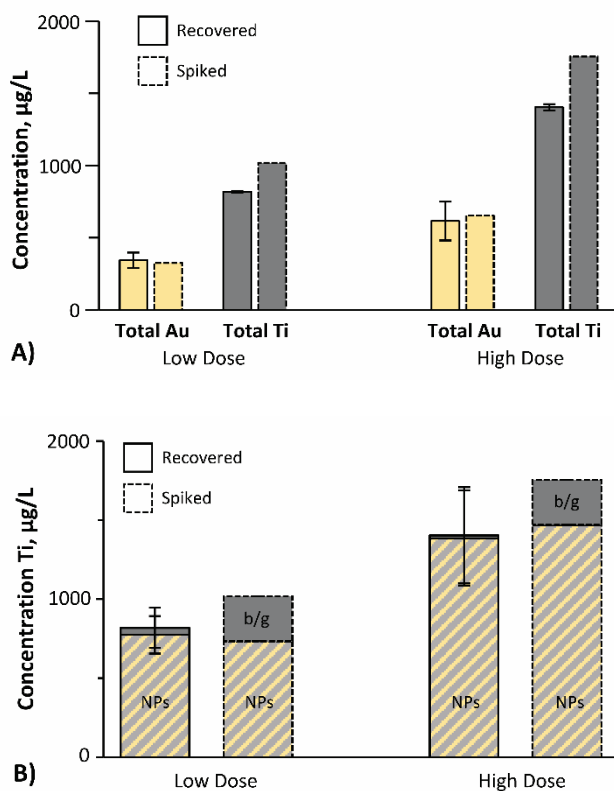 2000
Recovered
Spiked
1000
0
Concentration, µg/L
Total Au Total Ti Total Au Total Ti
A) Low Dose High Dose
2000
Recovered
Spiked
b/g
1000
b/g
NPs NPs NPs NPs
0
Concentration Ti, µg/L
B) Low Dose High Dose